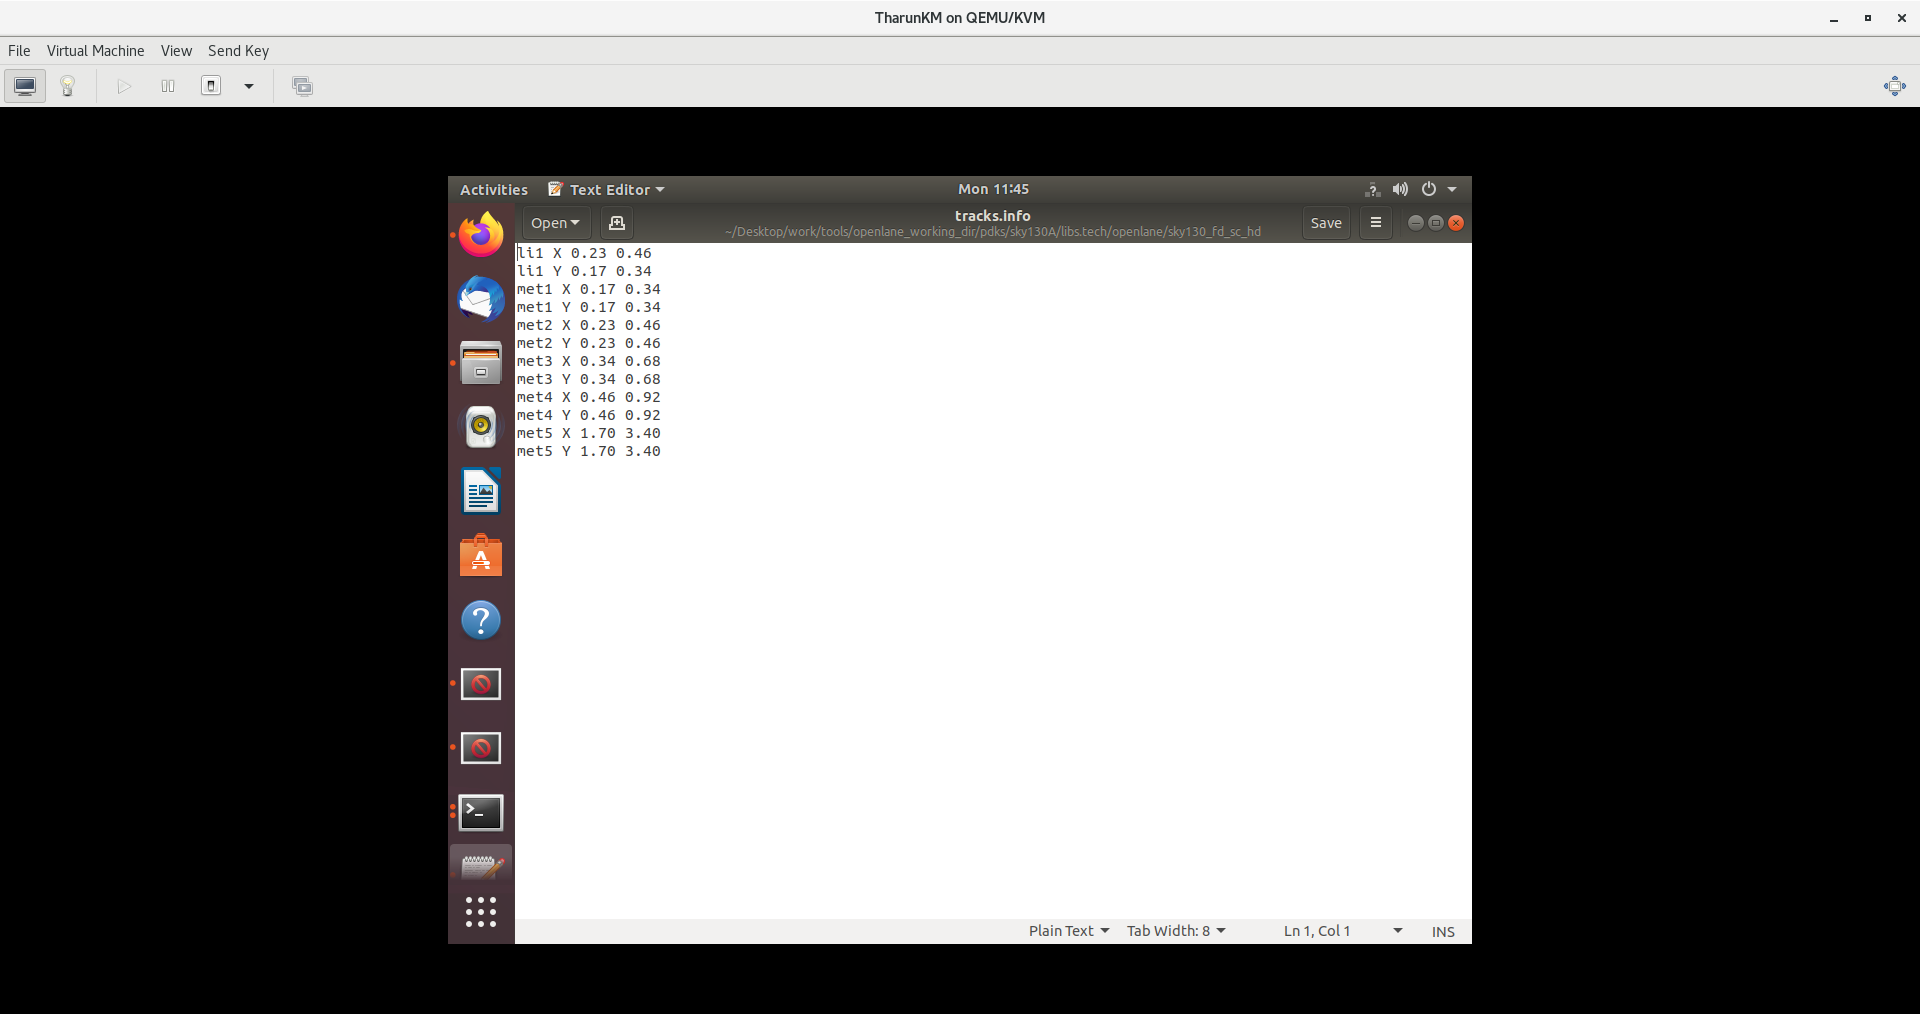 TharunKM on QEMU/KVM
File Virtual Machine View Send Key
Activities Text Editor Mon 11:45
Open tracks.info Save
~/Desktop/work/tools/openlane_working_dir/pdks/sky130A/libs.tech/openlane/sky130_fd_sc_hd
li1 X 0.23 0.46
li1 Y 0.17 0.34
met1 X 0.17 0.34
met1 Y 0.17 0.34
met2 X 0.23 0.46
met2 Y 0.23 0.46
met3 X 0.34 0.68
met3 Y 0.34 0.68
met4 X 0.46 0.92
met4 Y 0.46 0.92
met5 X 1.70 3.40
met5 Y 1.70 3.40
Plain Text Tab Width: 8 Ln 1, Col 1 INS